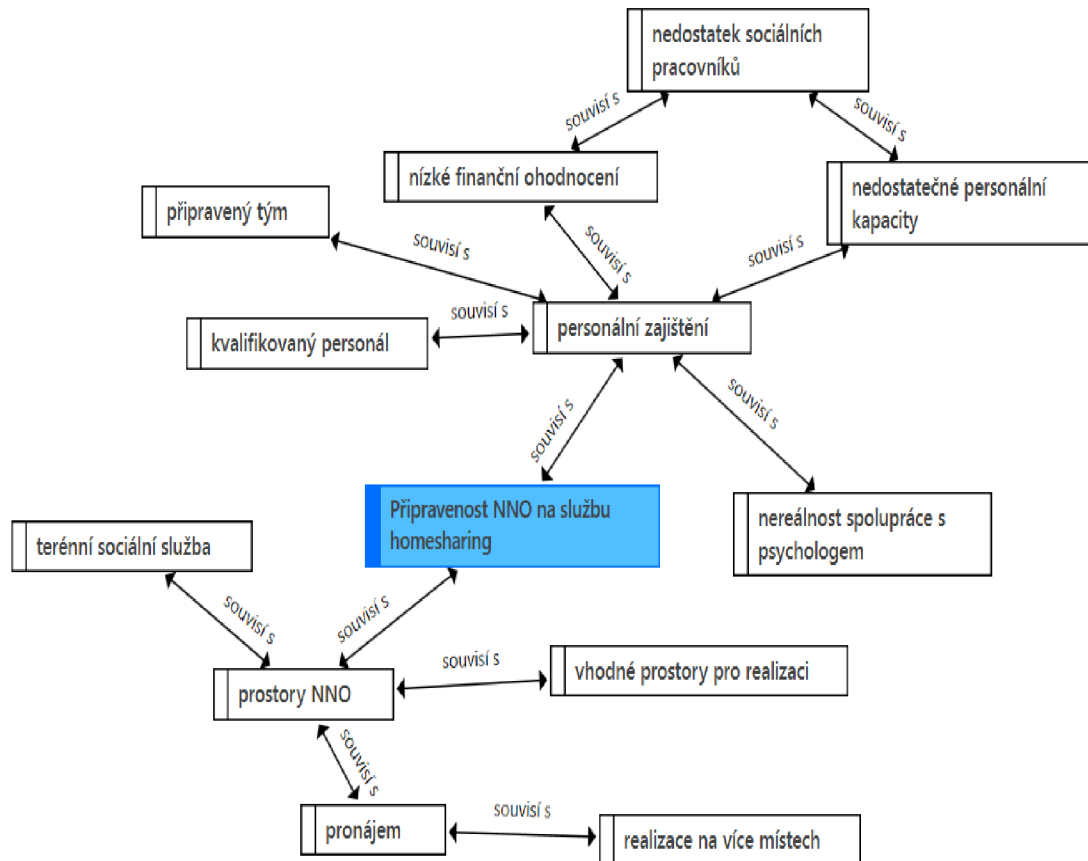 nedostatek sociálních
pracovníků
souvisí s
souvisí s
nízké finanční ohodnocení
nedostatečné personální
kapacity
připravený tým
souvisí s
souvisí s
souvisí s
souvisí s
kvalifikovaný personál
personální zajištění
souvisí s
souvisí s
Připravenost NNO na službu
homesharing
nereálnost spolupráce s
psychologem
terénní sociální služba
souvisí s
souvisí s
souvisí s
vhodné prostory pro realizaci
prostory NNO
souvisí s
souvisí s
pronájem
realizace na více místech